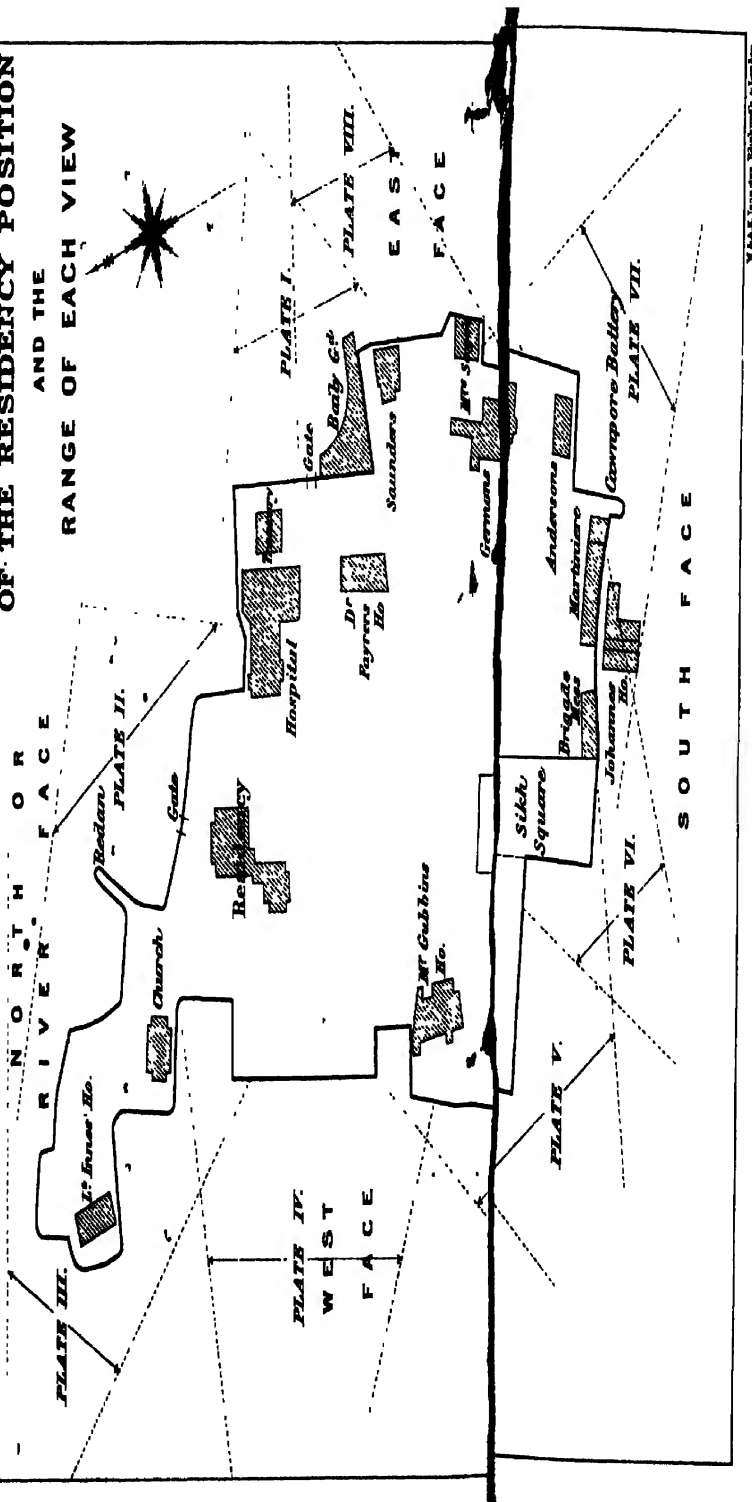 OF THE RESIDENCY POSITION
AND THE
RANGE OF EACH VIEW
NORTH OR
RIVER FACE
PLATE III.
PLATE II.
Lt. Innes' Ho.
Redan
Church
Gate
PLATE I.
PLATE VIII.
EAST
FACE
Residency
Hospital
Gate
Baily Gd.
Dr
Fayrers
Ho
Saunders
PLATE IV.
WEST
FACE
Mr Gubbins
Ho.
Germons
Sikh
Square
Brigade
Mess
Martiniere
Andersons
Johannes
Ho.
Cawnpore Battery
PLATE V.
PLATE VI.
PLATE VII.
SOUTH FACE